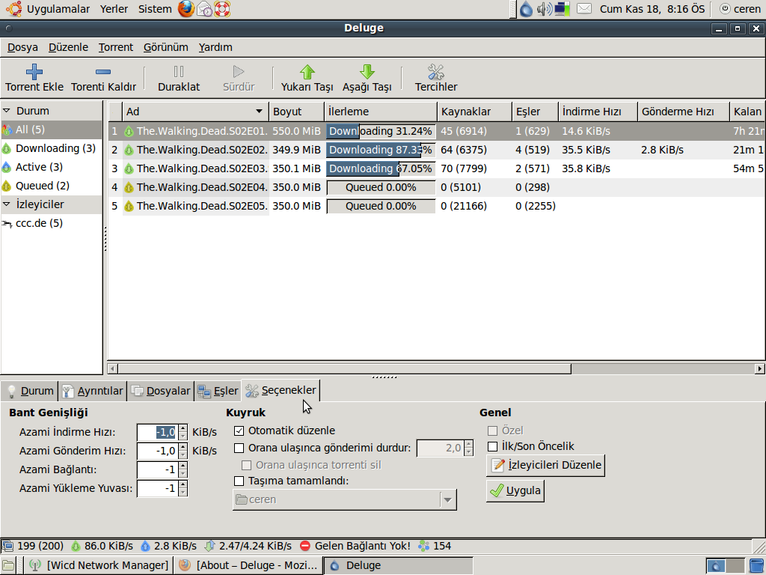 Uygulamalar Yerler Sistem Cum Kas 18, 8:16 ÖS ceren
Deluge
Dosya Düzenle Torrent Görünüm Yardım
Torrent Ekle Torenti Kaldır Duraklat Sürdür Yukarı Taşı Aşağı Taşı Tercihler
Durum
All (5)
Downloading (3)
Active (3)
Queued (2)
İzleyiciler
ccc.de (5)
Ad Boyut İlerleme Kaynaklar Eşler İndirme Hızı Gönderme Hızı Kalan
1 The.Walking.Dead.S02E01. 550.0 MiB Downloading 31.24% 45 (6914) 1 (629) 14.6 KiB/s 7h 21m
2 The.Walking.Dead.S02E02. 349.9 MiB Downloading 87.33% 64 (6375) 4 (519) 35.5 KiB/s 2.8 KiB/s 21m 1
3 The.Walking.Dead.S02E03. 350.1 MiB Downloading 67.05% 70 (7799) 2 (571) 35.8 KiB/s 54m 5
4 The.Walking.Dead.S02E04. 350.0 MiB Queued 0.00% 0 (5101) 0 (298)
5 The.Walking.Dead.S02E05. 350.0 MiB Queued 0.00% 0 (21166) 0 (2255)
Durum Ayrıntılar Dosyalar Eşler Seçenekler
Bant Genişliği
Azami İndirme Hızı: -1,0 KiB/s
Azami Gönderim Hızı: -1,0 KiB/s
Azami Bağlantı: -1
Azami Yükleme Yuvası: -1
Kuyruk
Otomatik düzenle
Orana ulaşınca gönderimi durdur: 2,0
Orana ulaşınca torrenti sil
Taşıma tamamlandı:
ceren
Genel
Özel
İlk/Son Öncelik
İzleyicileri Düzenle
Uygula
199 (200) 86.0 KiB/s 2.8 KiB/s 2.47/4.24 KiB/s Gelen Bağlantı Yok! 154
[Wicd Network Manager] [About – Deluge - Mozi... Deluge